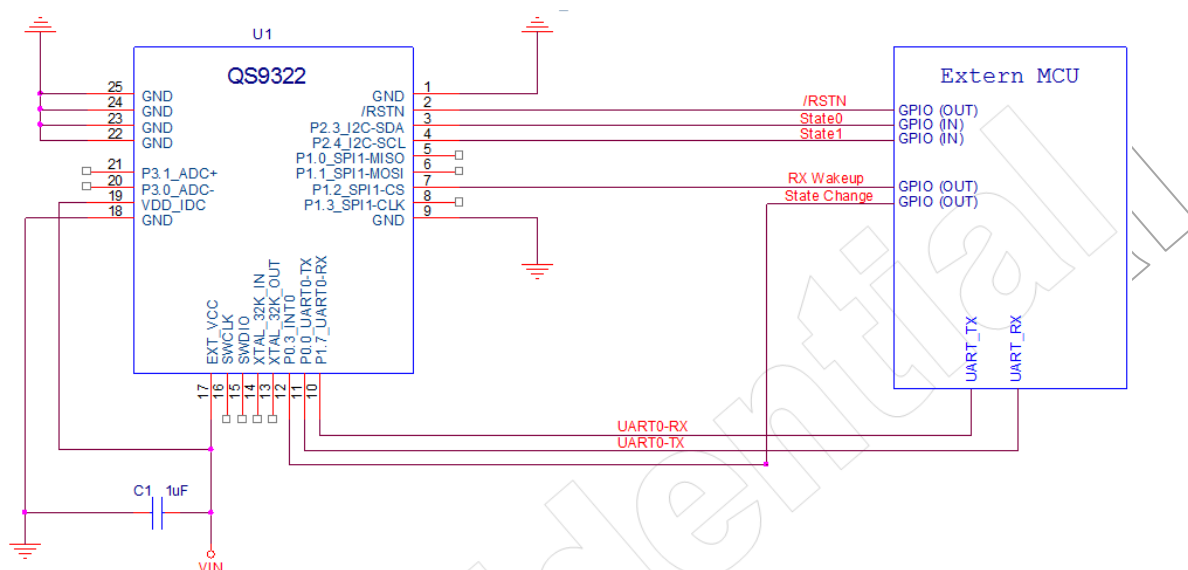 U1
QS9322
Extern MCU
25 GND
24 GND
23 GND
22 GND
21 P3.1_ADC+
20 P3.0_ADC-
19 VDD_IDC
18 GND
GND 1
/RSTN 2
P2.3_I2C-SDA 3
P2.4_I2C-SCL 4
P1.0_SPI1-MISO 5
P1.1_SPI1-MOSI 6
P1.2_SPI1-CS 7
P1.3_SPI1-CLK 8
GND 9
/RSTN
State0
State1
RX Wakeup
State Change
GPIO (OUT)
GPIO (IN)
GPIO (IN)
GPIO (OUT)
GPIO (OUT)
EXT_VCC 17
SWCLK 16
SWDIO 15
XTAL_32K_IN 14
XTAL_32K_OUT 13
P0.3_INT0 12
P0.0_UART0-TX 11
P1.7_UART0-RX 10
UART_TX
UART_RX
UART0-RX
UART0-TX
C1 1uF
VIN
dential